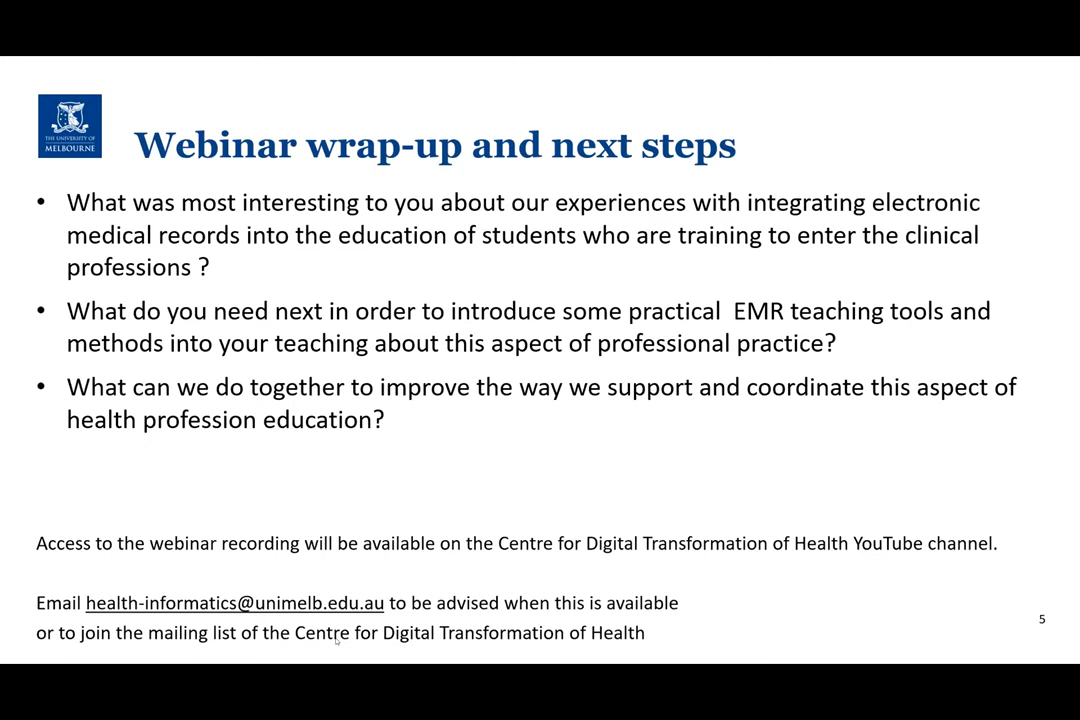 THE UNIVERSITY OF
MELBOURNE
Webinar wrap-up and next steps
• What was most interesting to you about our experiences with integrating electronic
medical records into the education of students who are training to enter the clinical
professions ?
• What do you need next in order to introduce some practical  EMR teaching tools and
methods into your teaching about this aspect of professional practice?
• What can we do together to improve the way we support and coordinate this aspect of
health profession education?
Access to the webinar recording will be available on the Centre for Digital Transformation of Health YouTube channel.
Email health-informatics@unimelb.edu.au to be advised when this is available
or to join the mailing list of the Centre for Digital Transformation of Health
5